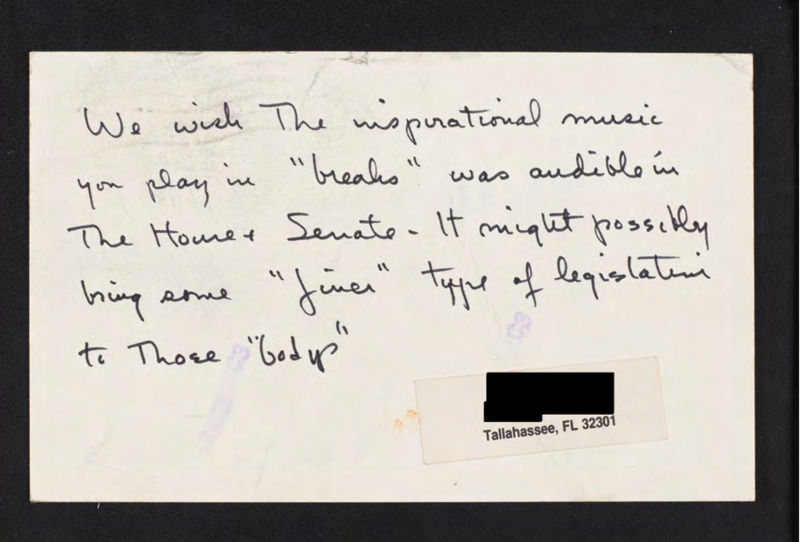 We wish The inspirational music
you play in "breaks" was audible in
The House + Senate - It might possibly
bring some "finer" type of legislation
to Those "bodys"
Tallahassee, FL 32301